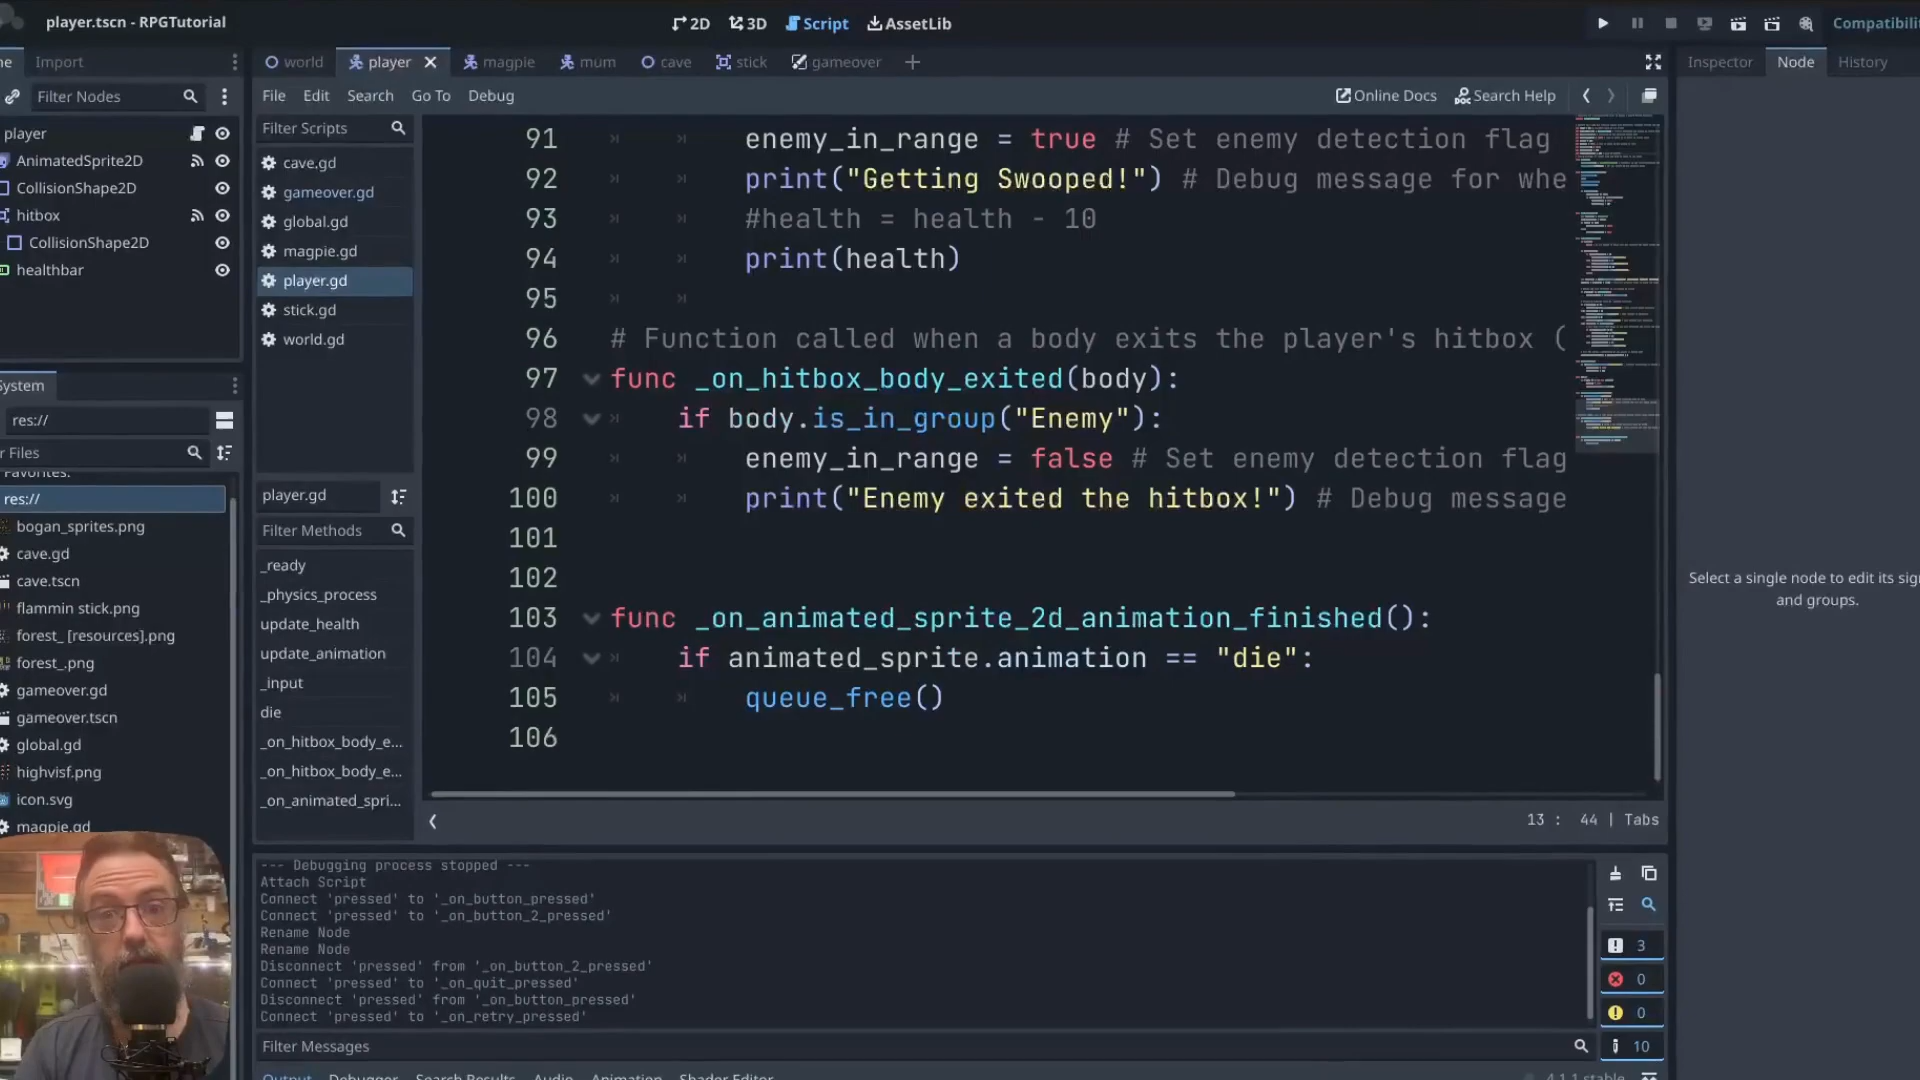 player.tscn - RPGTutorial
2D 3D Script AssetLib
Compatibili
ne Import
world player magpie mum cave stick gameover
Inspector Node History
Filter Nodes
File Edit Search Go To Debug
Online Docs Search Help
player
AnimatedSprite2D
CollisionShape2D
hitbox
CollisionShape2D
healthbar
Filter Scripts
cave.gd
gameover.gd
global.gd
magpie.gd
player.gd
stick.gd
world.gd
player.gd
Filter Methods
_ready
_physics_process
update_health
update_animation
_input
die
_on_hitbox_body_e...
_on_hitbox_body_e...
_on_animated_spri...
91 enemy_in_range = true # Set enemy detection flag
92 print("Getting Swooped!") # Debug message for whe
93 #health = health - 10
94 print(health)
95
96 # Function called when a body exits the player's hitbox (
97 func _on_hitbox_body_exited(body):
98 if body.is_in_group("Enemy"):
99 enemy_in_range = false # Set enemy detection flag
100 print("Enemy exited the hitbox!") # Debug message
101
102
103 func _on_animated_sprite_2d_animation_finished():
104 if animated_sprite.animation == "die":
105 queue_free()
106
13 : 44 | Tabs
Select a single node to edit its sign
and groups.
System
res://
r Files
Favorites:
res://
bogan_sprites.png
cave.gd
cave.tscn
flammin stick.png
forest_ [resources].png
forest_.png
gameover.gd
gameover.tscn
global.gd
highvisf.png
icon.svg
magpie.gd
--- Debugging process stopped ---
Attach Script
Connect 'pressed' to '_on_button_pressed'
Connect 'pressed' to '_on_button_2_pressed'
Rename Node
Rename Node
Disconnect 'pressed' from '_on_button_2_pressed'
Connect 'pressed' to '_on_quit_pressed'
Disconnect 'pressed' from '_on_button_pressed'
Connect 'pressed' to '_on_retry_pressed'
3
0
0
10
Filter Messages
Output Debugger Search Results Audio Animation Shader Editor
4.1.1.stable